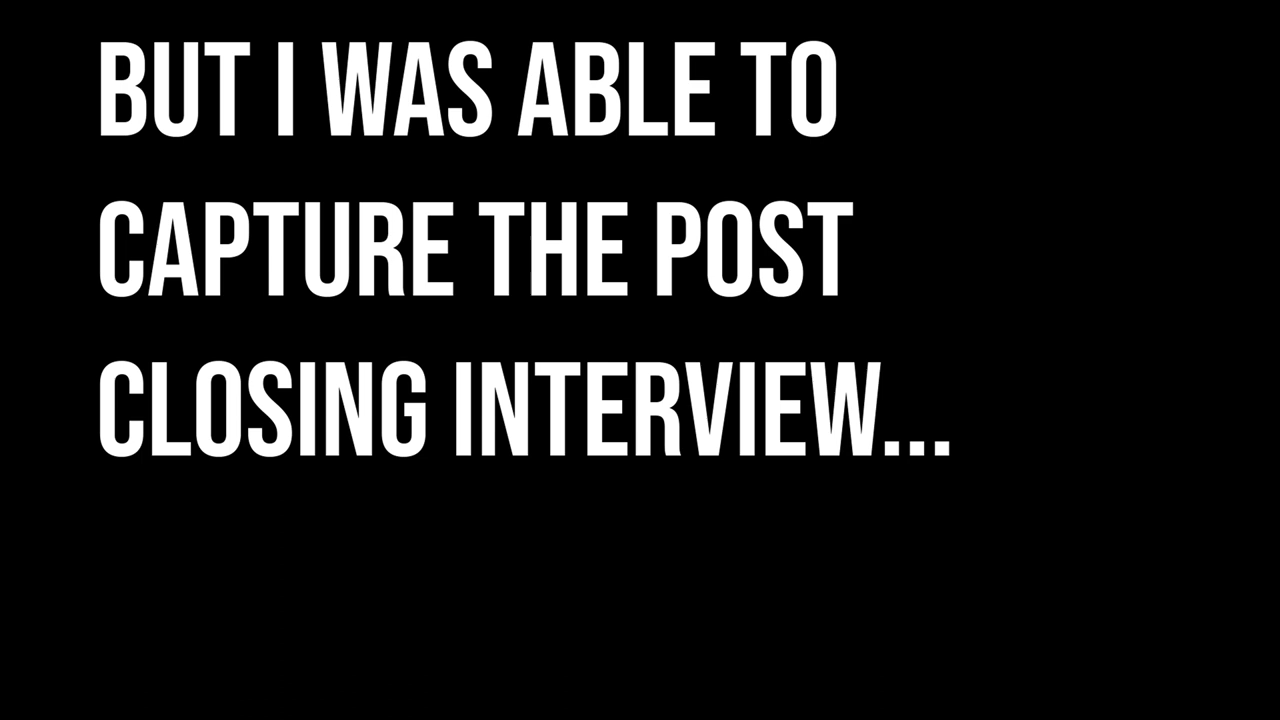 BUT I WAS ABLE TO
CAPTURE THE POST
CLOSING INTERVIEW...